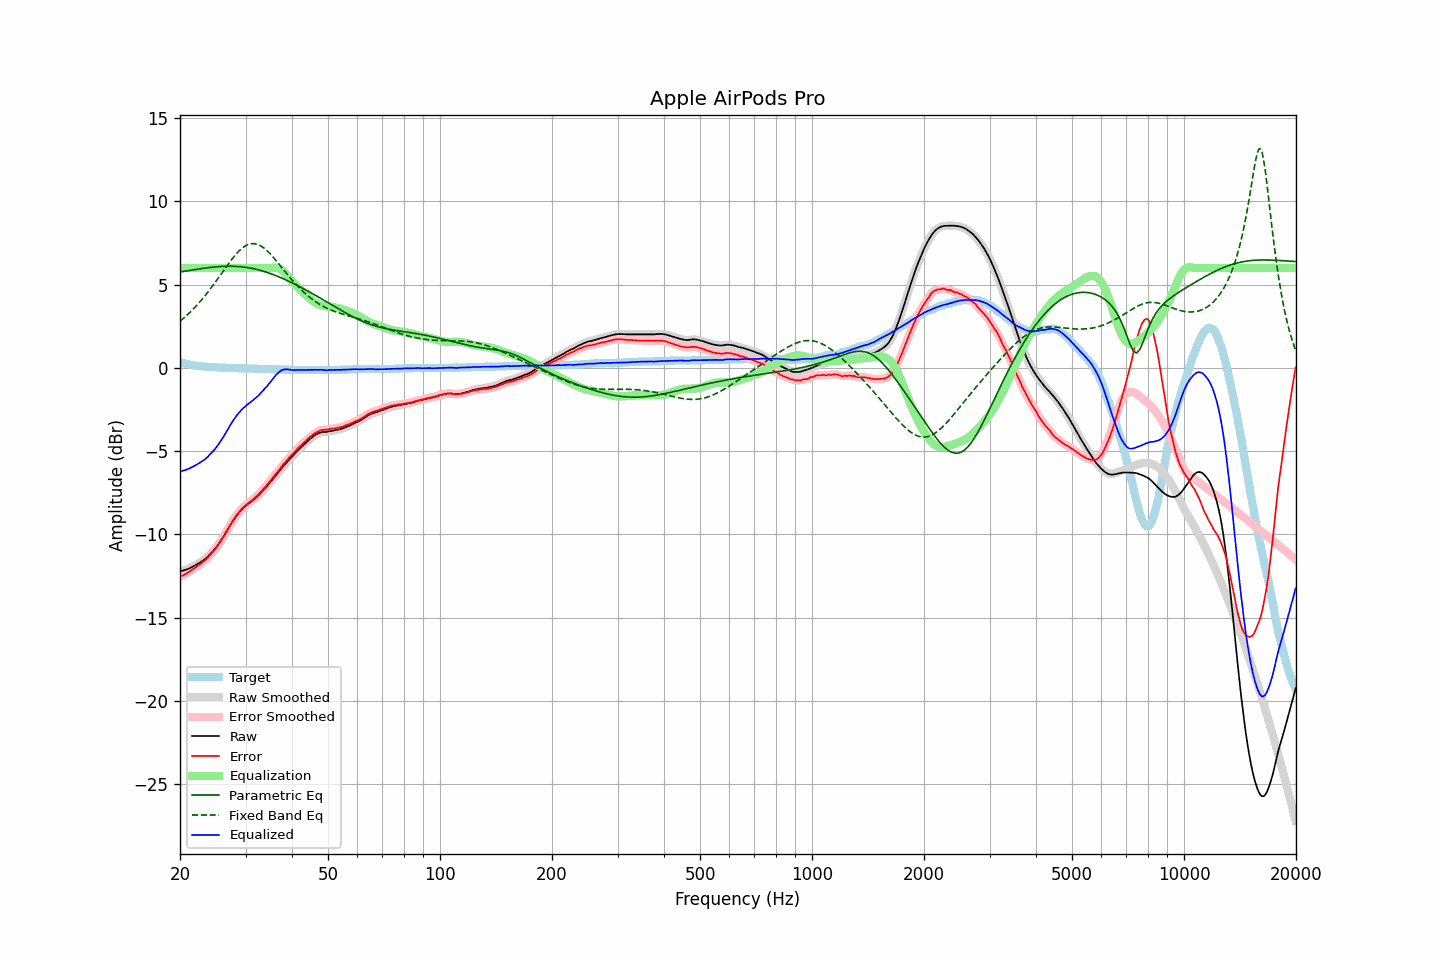 Apple AirPods Pro
15
10
5
0
−5
−10
−15
−20
−25
Amplitude (dBr)
Target
Raw Smoothed
Error Smoothed
Raw
Error
Equalization
Parametric Eq
Fixed Band Eq
Equalized
20 50 100 200 500 1000 2000 5000 10000 20000
Frequency (Hz)